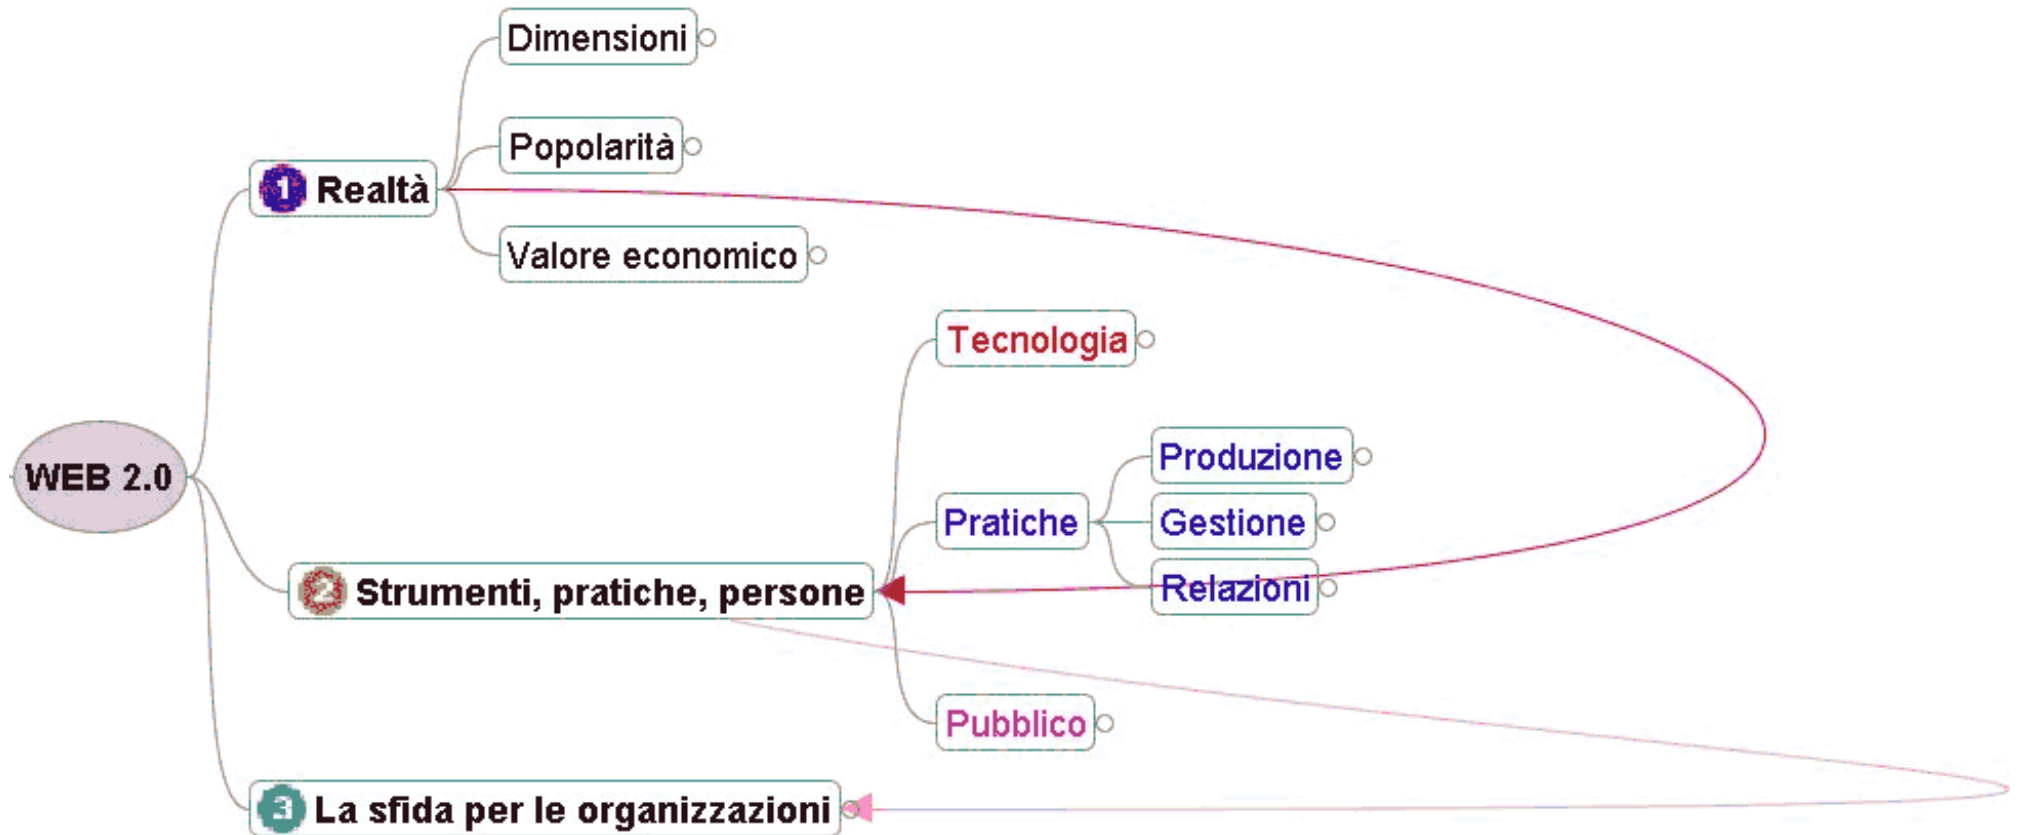 WEB 2.0
1 Realtà
Dimensioni
Popolarità
Valore economico
2 Strumenti, pratiche, persone
Tecnologia
Pratiche
Produzione
Gestione
Relazioni
Pubblico
3 La sfida per le organizzazioni